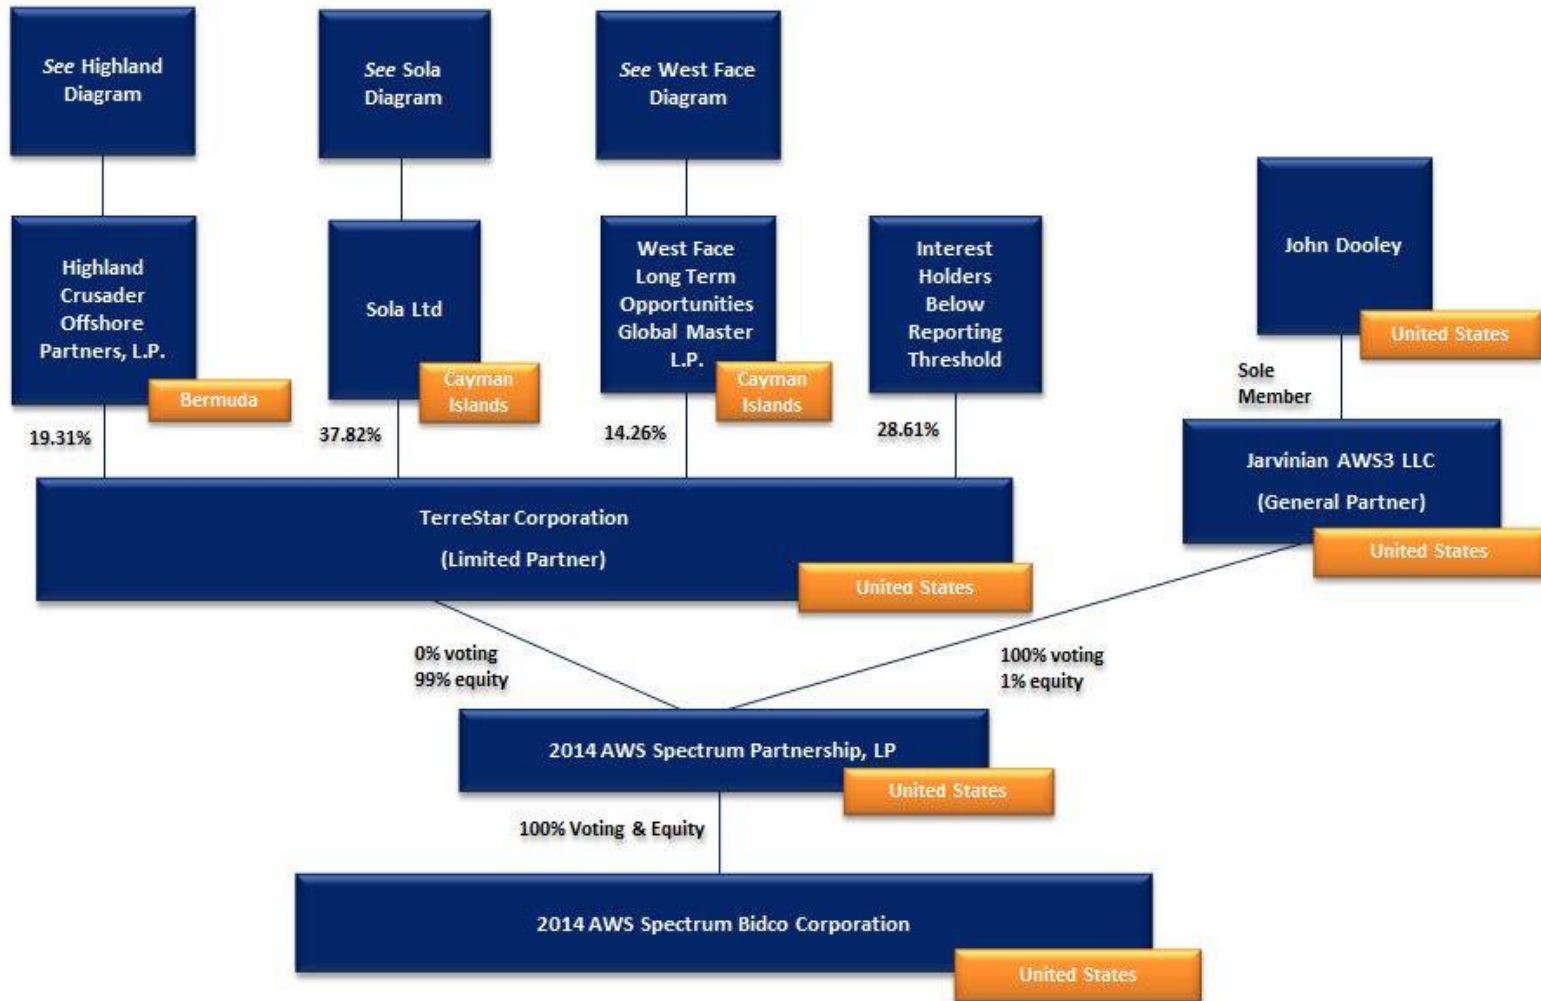 See Highland
Diagram
See Sola
Diagram
See West Face
Diagram
Highland
Crusader
Offshore
Partners, L.P.
Bermuda
Sola Ltd
Cayman
Islands
West Face
Long Term
Opportunities
Global Master
L.P.
Cayman
Islands
Interest
Holders
Below
Reporting
Threshold
John Dooley
United States
Sole
Member
19.31%
37.82%
14.26%
28.61%
Jarvinian AWS3 LLC
(General Partner)
United States
TerreStar Corporation
(Limited Partner)
United States
0% voting
99% equity
100% voting
1% equity
2014 AWS Spectrum Partnership, LP
United States
100% Voting & Equity
2014 AWS Spectrum Bidco Corporation
United States